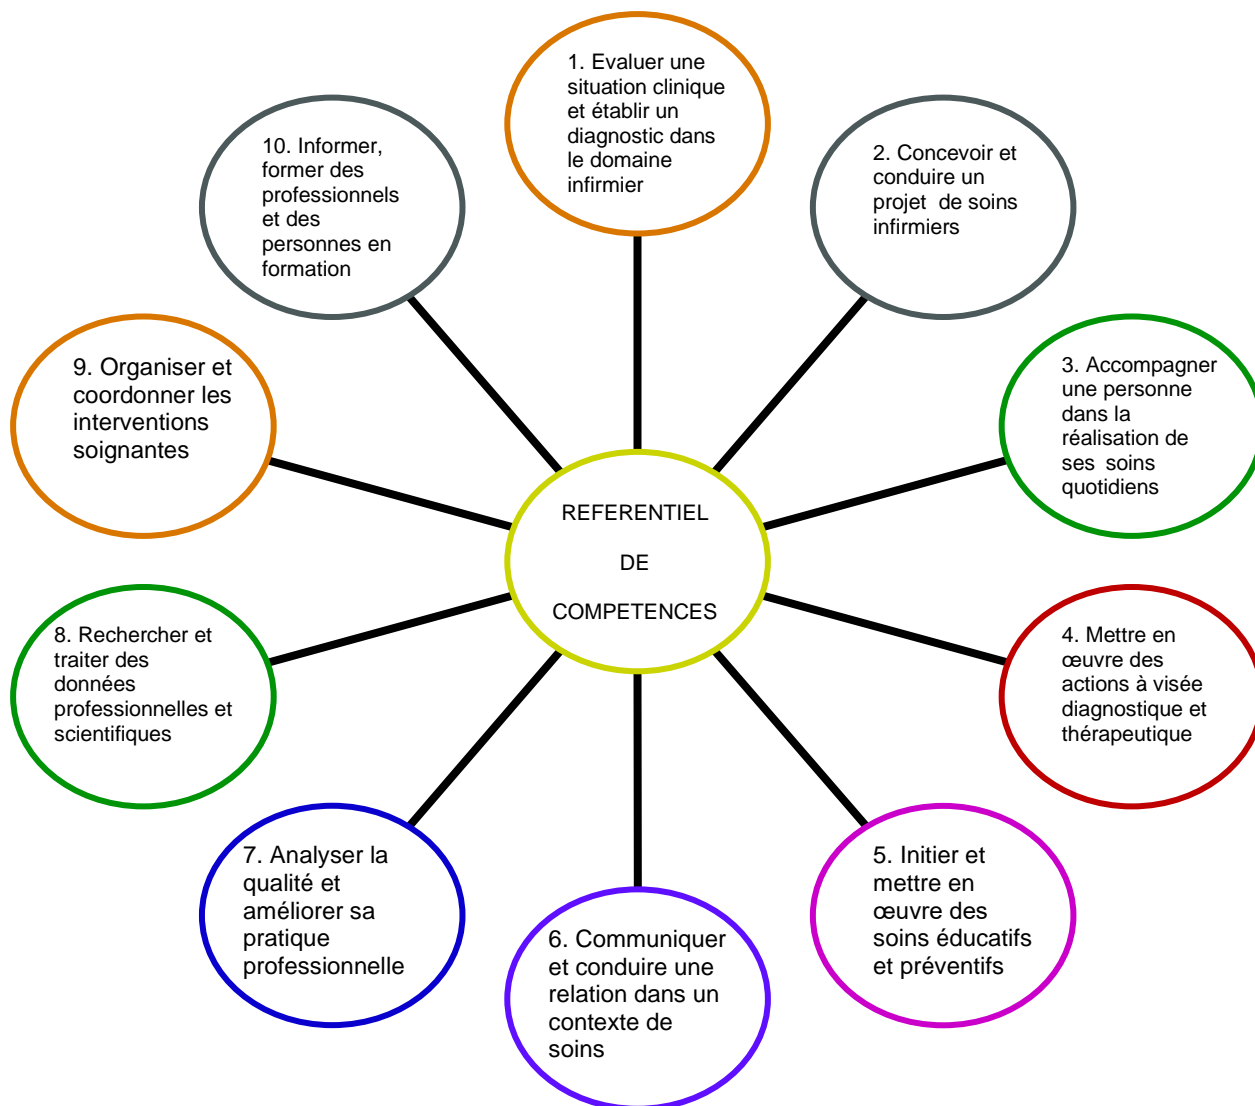 1. Evaluer une
situation clinique
et établir un
diagnostic dans
le domaine
infirmier
2. Concevoir et
conduire un
projet de soins
infirmiers
3. Accompagner
une personne
dans la
réalisation de
ses soins
quotidiens
4. Mettre en
œuvre des
actions à visée
diagnostique et
thérapeutique
5. Initier et
mettre en
œuvre des
soins éducatifs
et préventifs
6. Communiquer
et conduire une
relation dans un
contexte de
soins
7. Analyser la
qualité et
améliorer sa
pratique
professionnelle
8. Rechercher et
traiter des
données
professionnelles et
scientifiques
9. Organiser et
coordonner les
interventions
soignantes
10. Informer,
former des
professionnels
et des
personnes en
formation
REFERENTIEL
DE
COMPETENCES